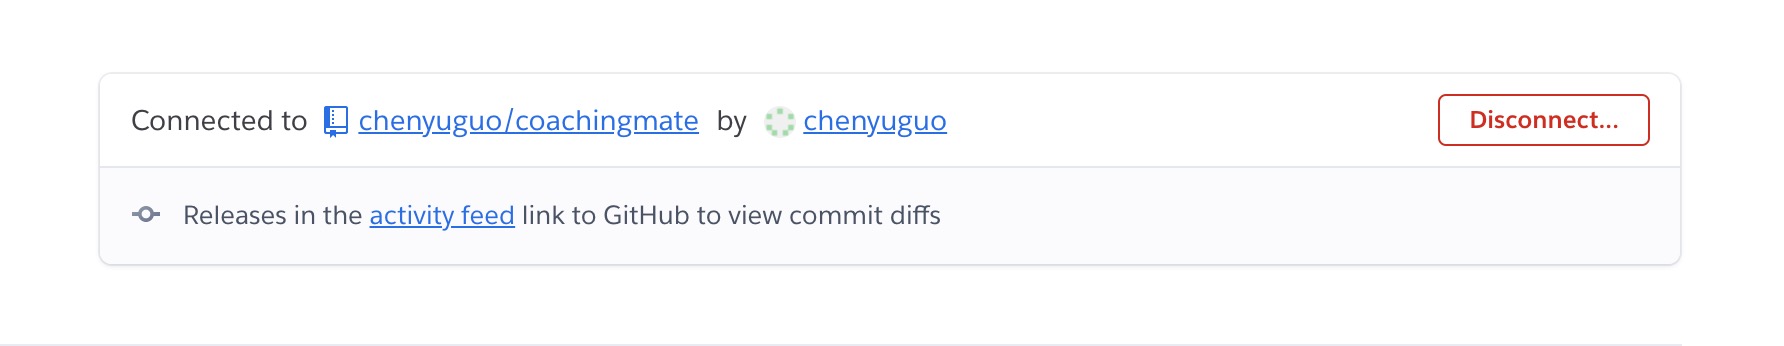 Connected to chenyuguo/coachingmate by chenyuguo Disconnect...
Releases in the activity feed link to GitHub to view commit diffs